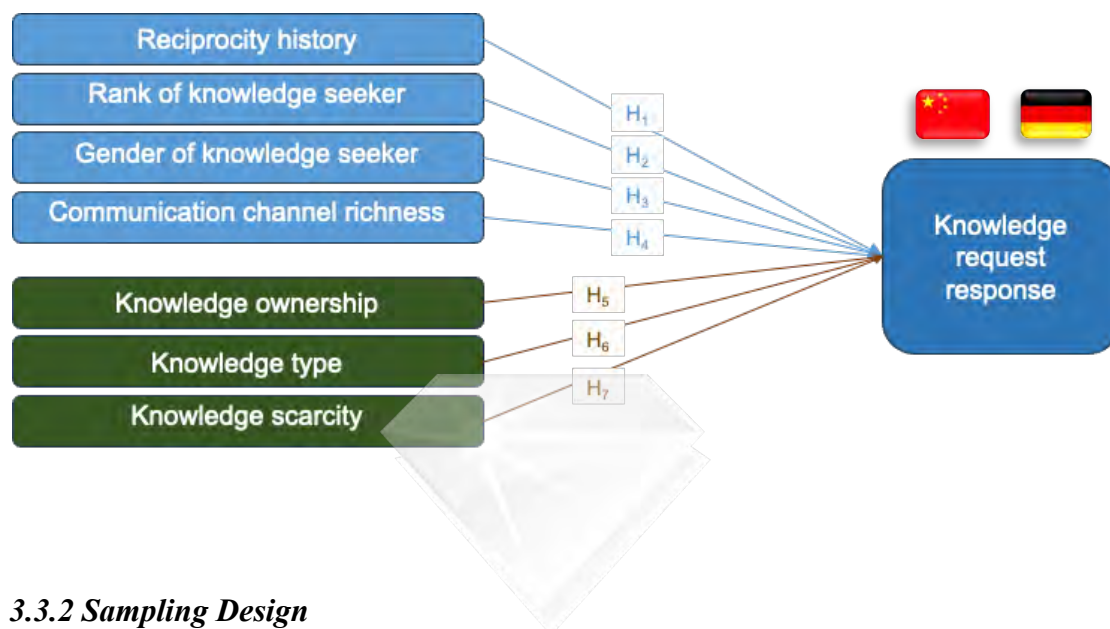 Reciprocity history
Rank of knowledge seeker
Gender of knowledge seeker
Communication channel richness
H₁
H₂
H₃
H₄
Knowledge ownership
Knowledge type
Knowledge scarcity
H₅
H₆
H₇
Knowledge
request
response
3.3.2 Sampling Design